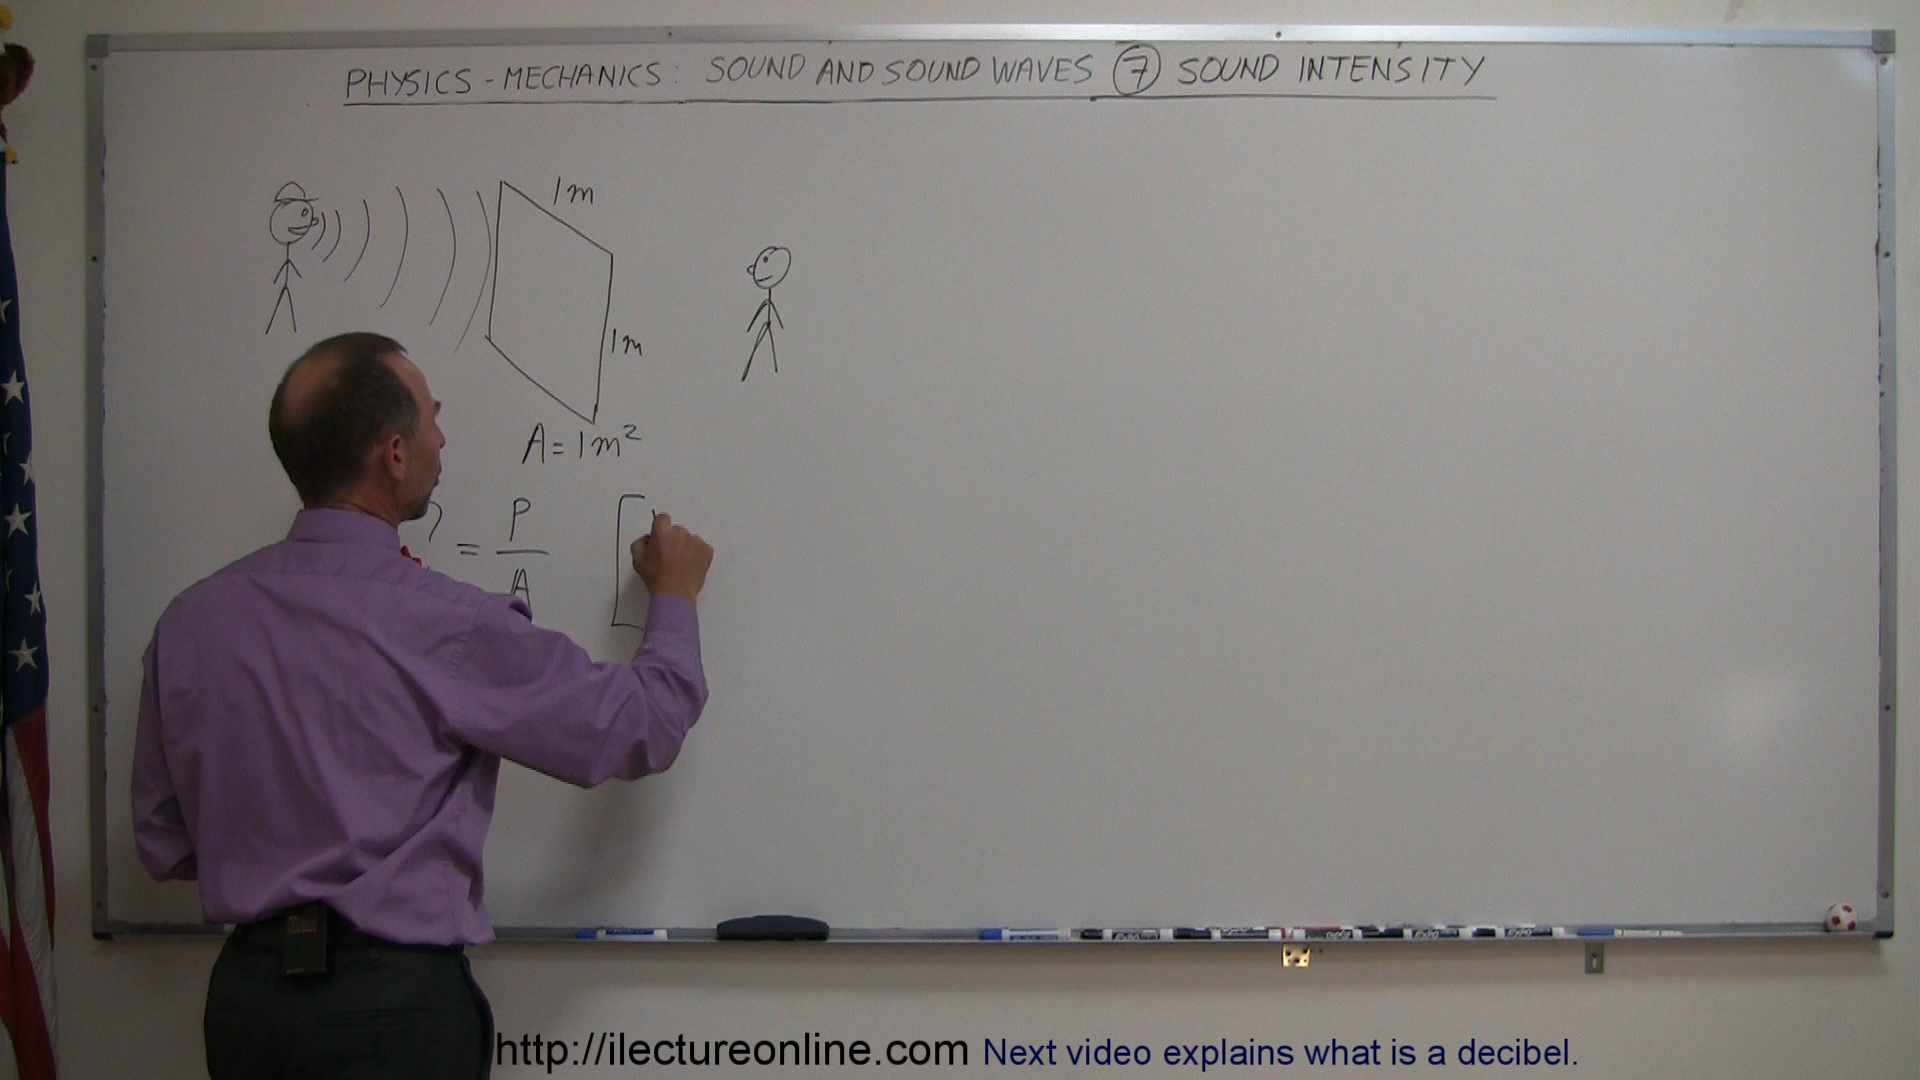 PHYSICS - MECHANICS: SOUND AND SOUND WAVES 7 SOUND INTENSITY
1m
1m
A = 1m²
= P/A [
http://ilectureonline.com Next video explains what is a decibel.